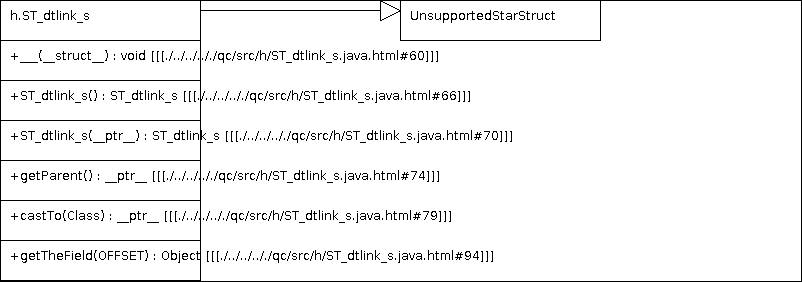 h.ST_dtlink_s
UnsupportedStarStruct
+___(__struct__) : void [[[./../../.././qc/src/h/ST_dtlink_s.java.html#60]]]
+ST_dtlink_s() : ST_dtlink_s [[[./../../.././qc/src/h/ST_dtlink_s.java.html#66]]]
+ST_dtlink_s(__ptr__) : ST_dtlink_s [[[./../../.././qc/src/h/ST_dtlink_s.java.html#70]]]
+getParent() : __ptr__ [[[./../../.././qc/src/h/ST_dtlink_s.java.html#74]]]
+castTo(Class) : __ptr__ [[[./../../.././qc/src/h/ST_dtlink_s.java.html#79]]]
+getTheField(OFFSET) : Object [[[./../../.././qc/src/h/ST_dtlink_s.java.html#94]]]